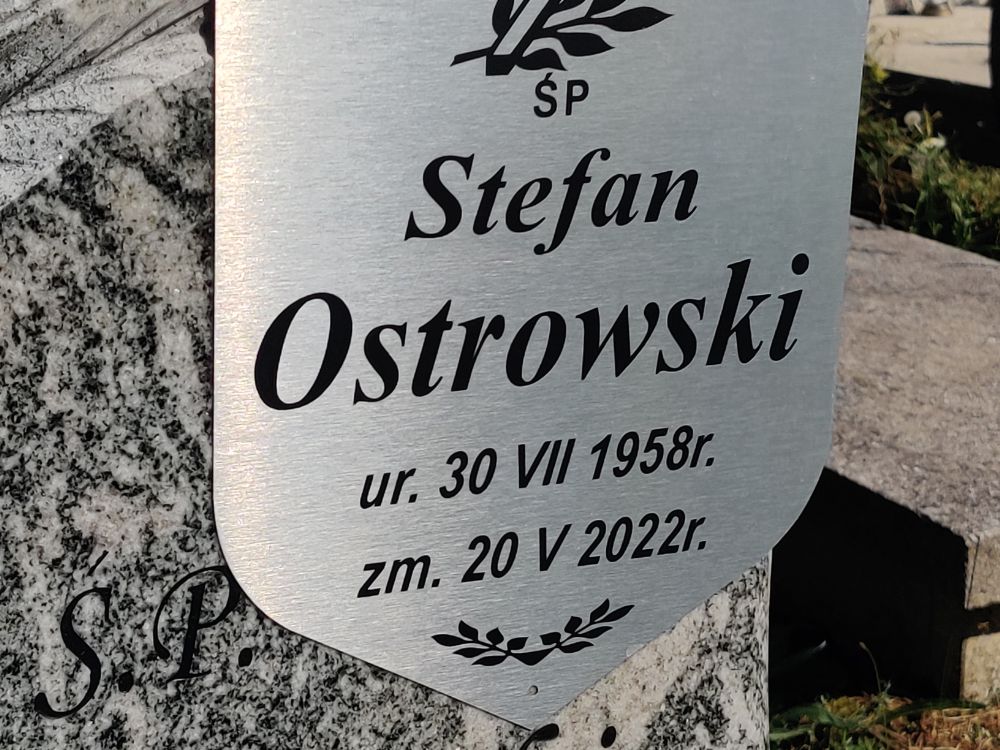 ŚP
Stefan
Ostrowski
ur. 30 VII 1958r.
zm. 20 V 2022r.
Ś.P.